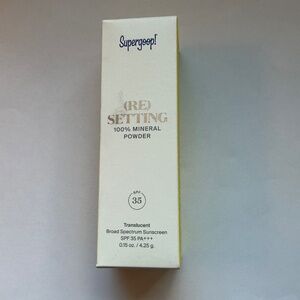 Supergoop!
(RE)
SETTING
100% MINERAL
POWDER
SPF
35
Translucent
Broad Spectrum Sunscreen
SPF 35 PA+++
0.15 oz. / 4.25 g.